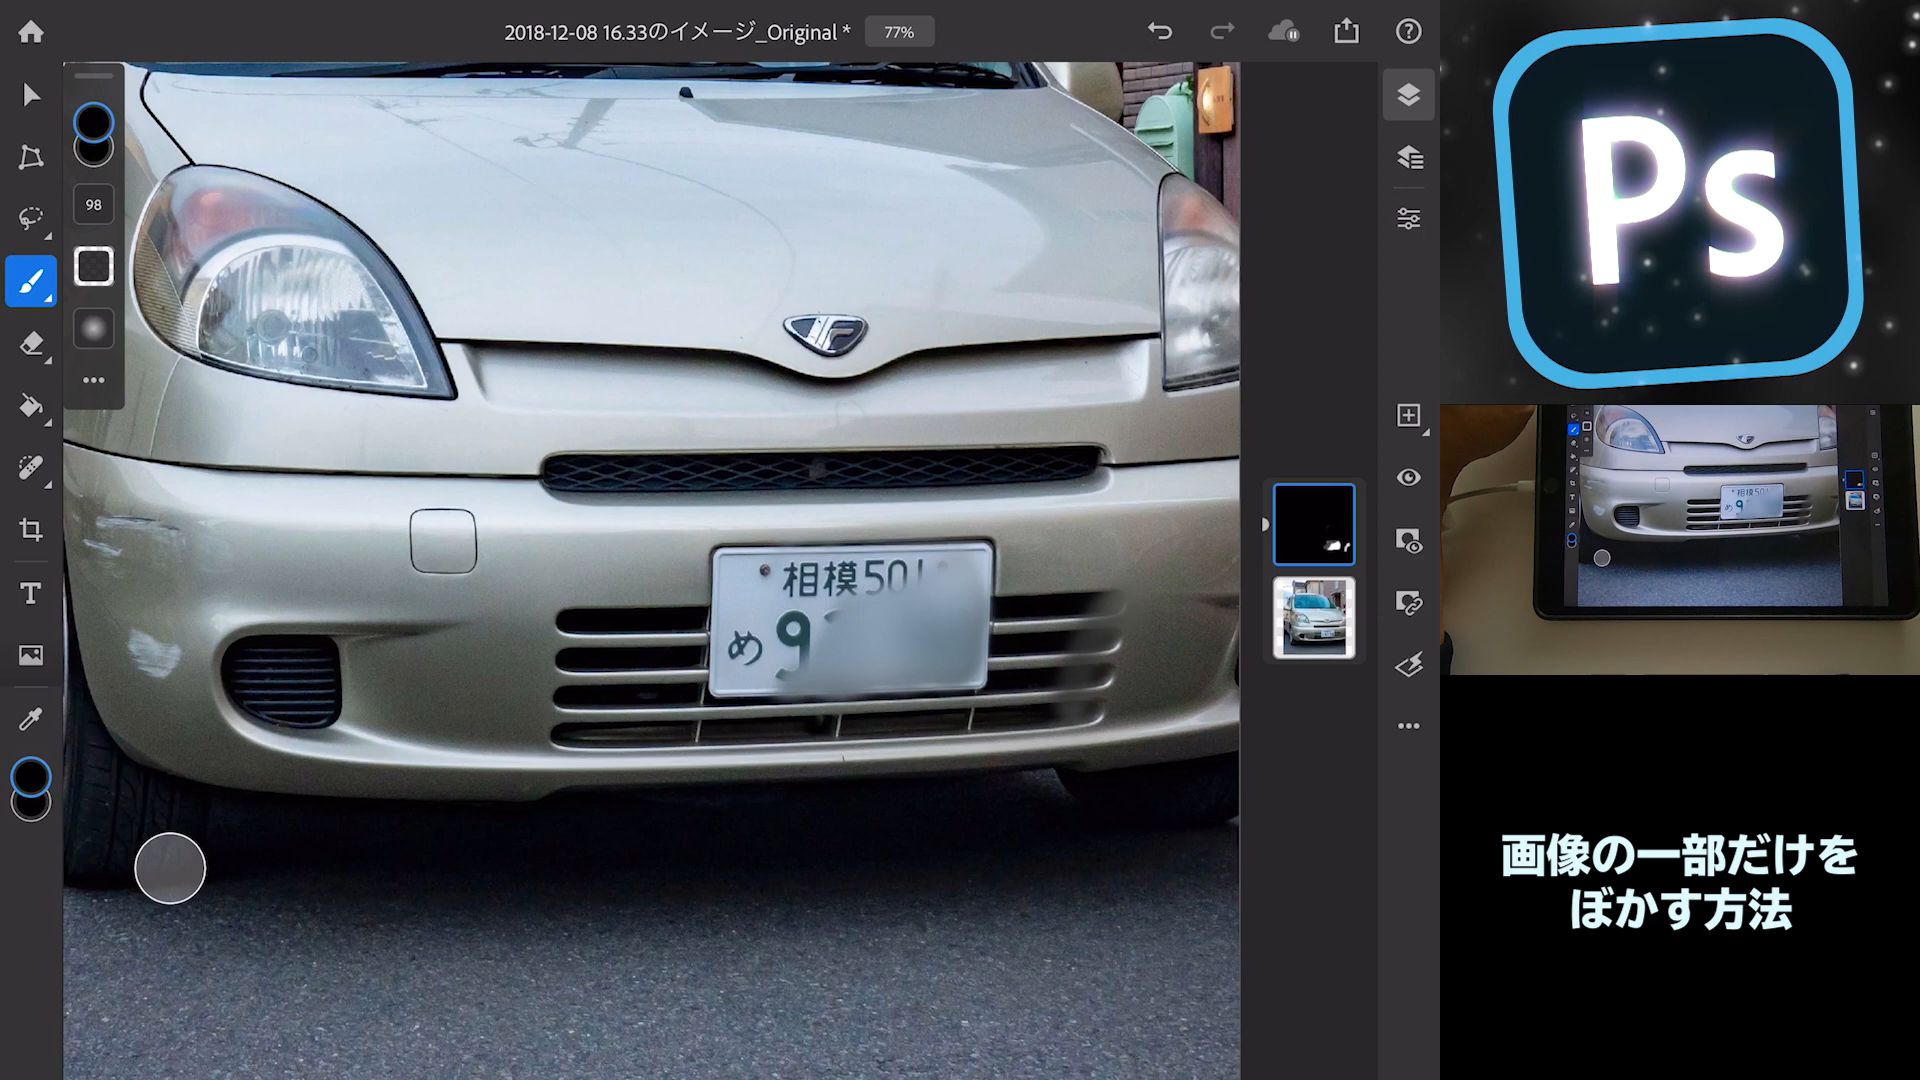 2018-12-08 16.33のイメージ_Original *
77%
98
相模 501
め 9
Ps
画像の一部だけを
ぼかす方法